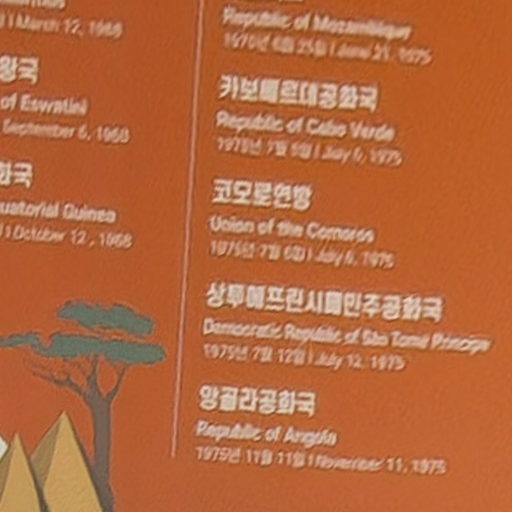 March 12, 1968
왕국
of Eswatini
September 6, 1968
화국
uatorial Guinea
October 12, 1968
Republic of Mozambique
1975년 6월 25일 | June 21, 1975
카보베르데공화국
Republic of Cabo Verde
1975년 7월 5일 | July 5, 1975
코모로연방
Union of the Comoros
1975년 7월 6일 | July 6, 1975
상투메프린시페민주공화국
Democratic Republic of São Tomé Príncipe
1975년 7월 12일 | July 12, 1975
앙골라공화국
Republic of Angola
1975년 11월 11일 | November 11, 1975